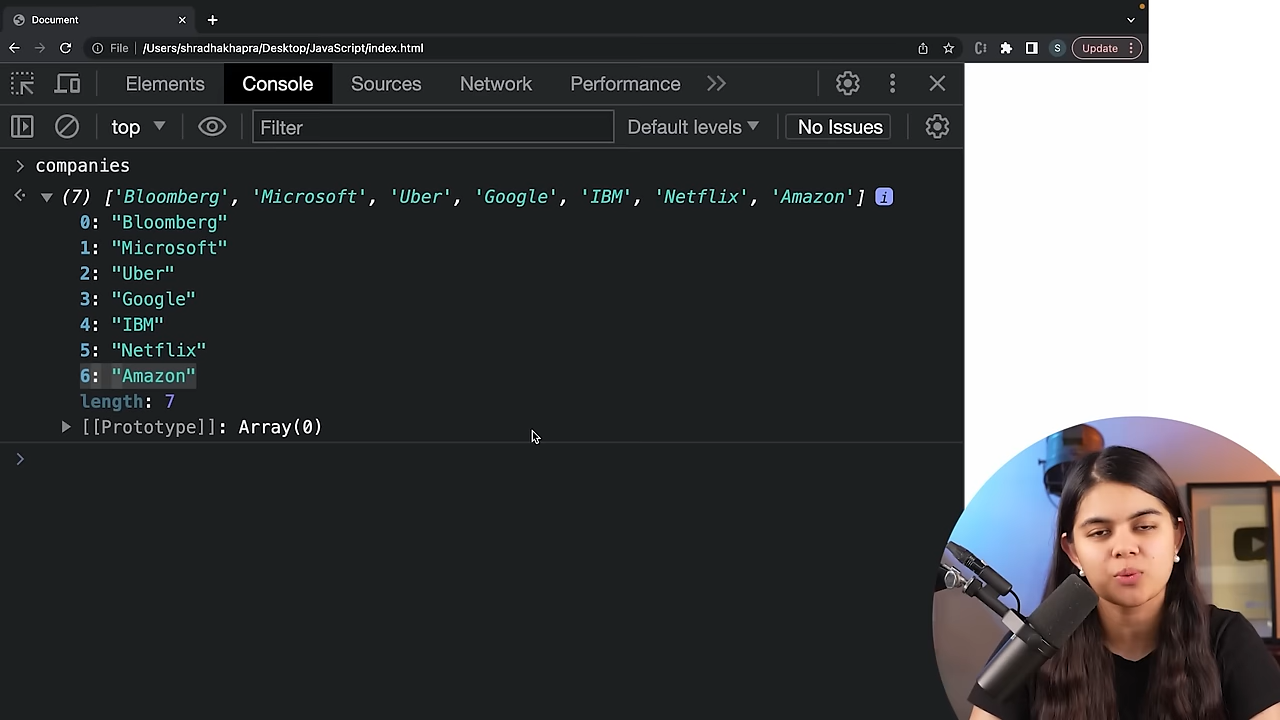 Document
File /Users/shradhakhapra/Desktop/JavaScript/index.html
S Update
Elements Console Sources Network Performance
top Filter Default levels No Issues
companies
(7) ['Bloomberg', 'Microsoft', 'Uber', 'Google', 'IBM', 'Netflix', 'Amazon'] i
0: "Bloomberg"
1: "Microsoft"
2: "Uber"
3: "Google"
4: "IBM"
5: "Netflix"
6: "Amazon"
length: 7
[[Prototype]]: Array(0)